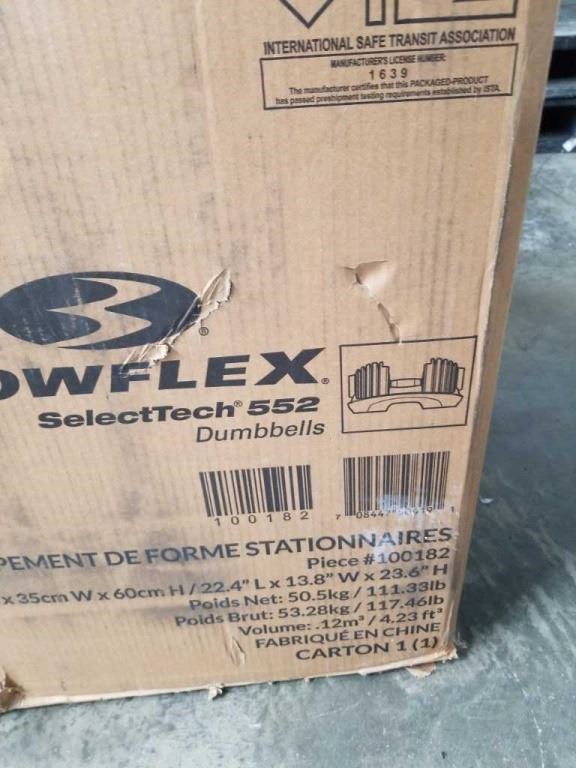 INTERNATIONAL SAFE TRANSIT ASSOCIATION
MANUFACTURER'S LICENSE NUMBER:
1639
The manufacturer certifies that this PACKAGED-PRODUCT
has passed preshipment testing requirements established by ISTA.
OWFLEX®
SelectTech® 552
Dumbbells
100182
PEMENT DE FORME STATIONNAIRES
Piece #100182
x 35cm W x 60cm H / 22.4" L x 13.8" W x 23.6" H
Poids Net: 50.5kg / 111.33lb
Poids Brut: 53.28kg / 117.46lb
Volume: .12m³ / 4.23 ft³
FABRIQUÉ EN CHINE
CARTON 1 (1)